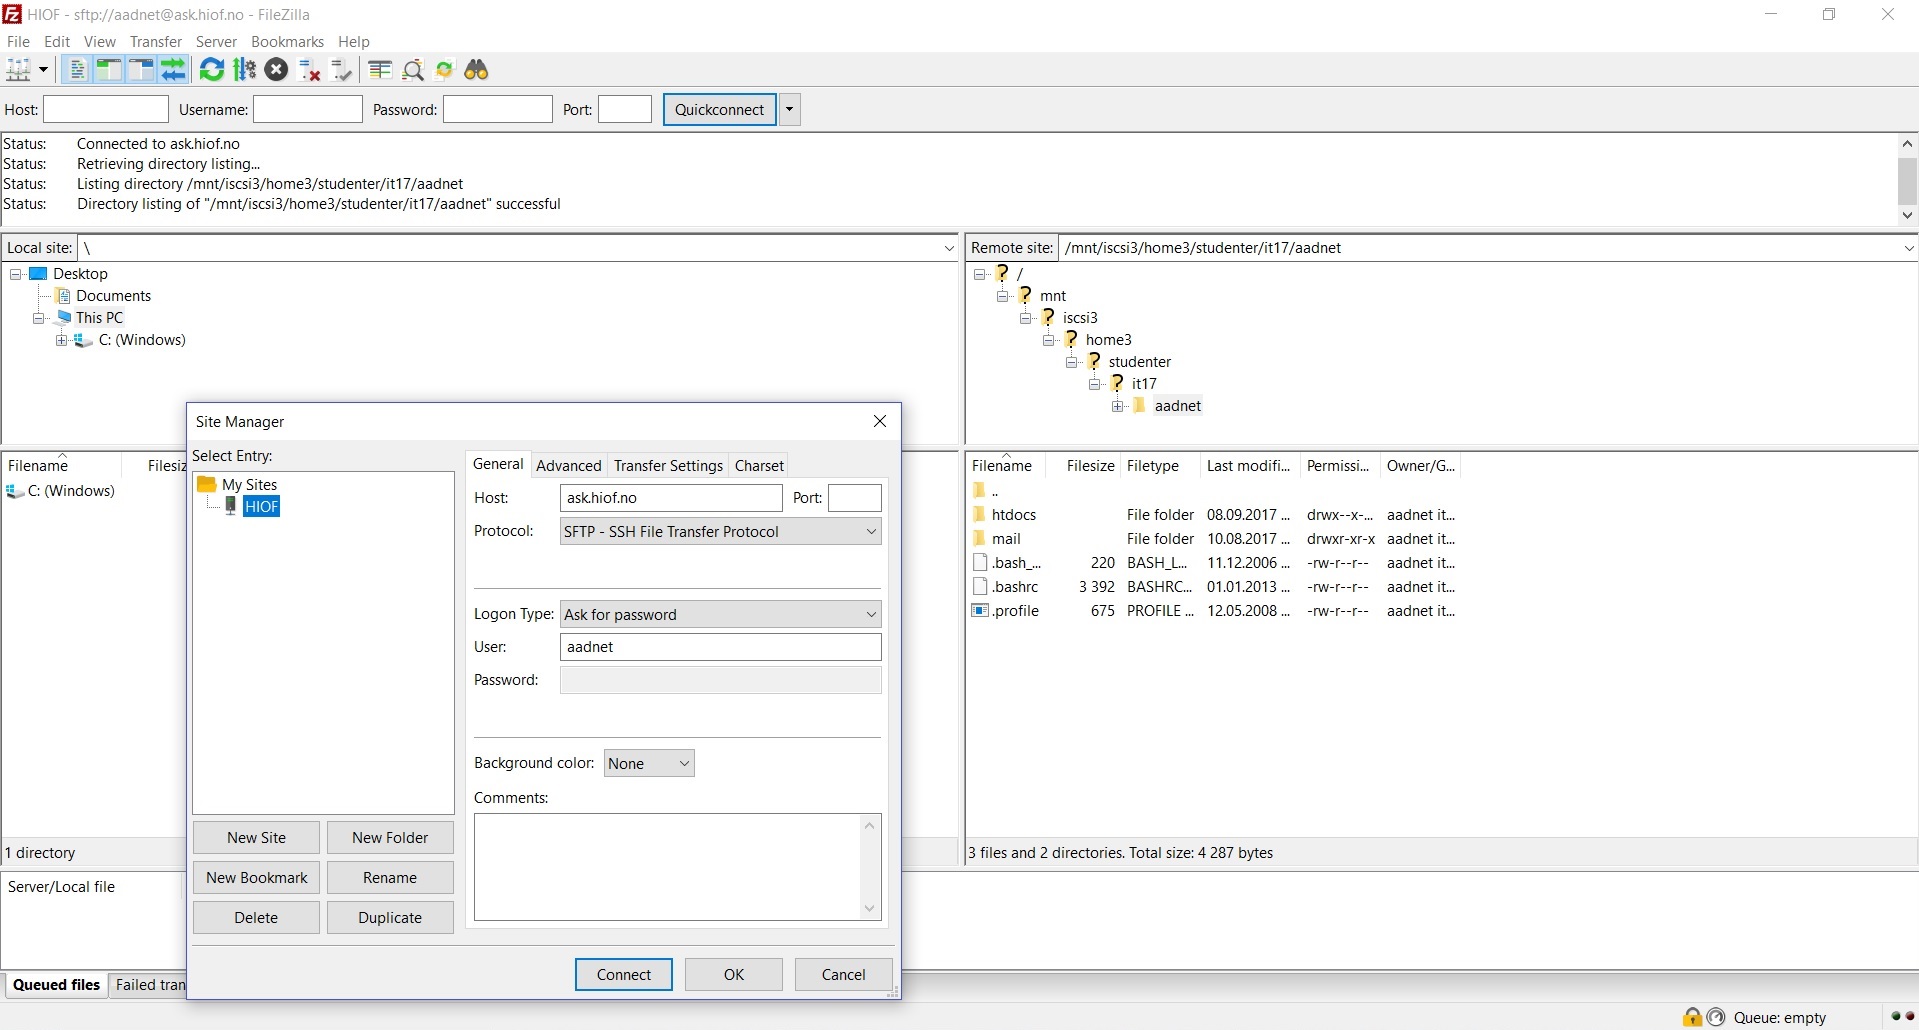 HIOF - sftp://aadnet@ask.hiof.no - FileZilla
File Edit View Transfer Server Bookmarks Help
Host: Username: Password: Port: Quickconnect
Status: Connected to ask.hiof.no
Status: Retrieving directory listing...
Status: Listing directory /mnt/iscsi3/home3/studenter/it17/aadnet
Status: Directory listing of "/mnt/iscsi3/home3/studenter/it17/aadnet" successful
Local site: \
Desktop
Documents
This PC
C: (Windows)
Remote site: /mnt/iscsi3/home3/studenter/it17/aadnet
/
mnt
iscsi3
home3
studenter
it17
aadnet
Filename Filesiz
C: (Windows)
1 directory
Site Manager
Select Entry:
My Sites
HIOF
New Site New Folder
New Bookmark Rename
Delete Duplicate
General Advanced Transfer Settings Charset
Host: ask.hiof.no Port:
Protocol: SFTP - SSH File Transfer Protocol
Logon Type: Ask for password
User: aadnet
Password:
Background color: None
Comments:
Connect OK Cancel
Filename Filesize Filetype Last modifi... Permissi... Owner/G...
..
htdocs File folder 08.09.2017 ... drwx--x-... aadnet it...
mail File folder 10.08.2017 ... drwxr-xr-x aadnet it...
.bash_... 220 BASH_L... 11.12.2006 ... -rw-r--r-- aadnet it...
.bashrc 3 392 BASHRC... 01.01.2013 ... -rw-r--r-- aadnet it...
.profile 675 PROFILE ... 12.05.2008 ... -rw-r--r-- aadnet it...
3 files and 2 directories. Total size: 4 287 bytes
Server/Local file
Queued files Failed tran
Queue: empty